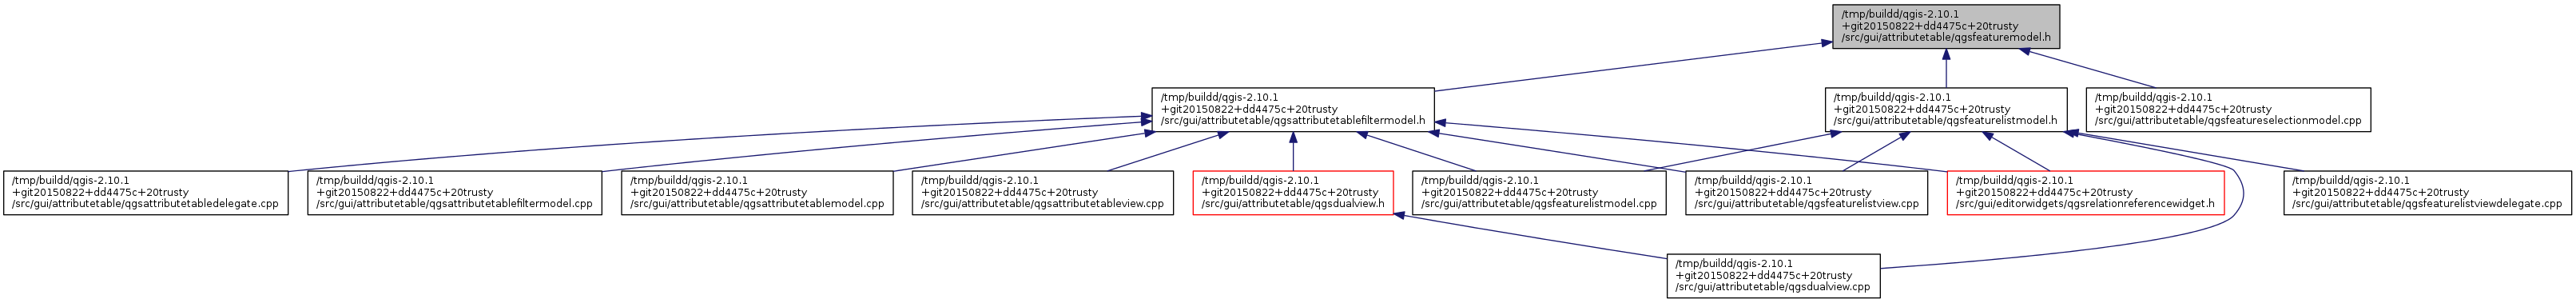 /tmp/buildd/qgis-2.10.1
+git20150822+dd4475c+20trusty
/src/gui/attributetable/qgsfeaturemodel.h
/tmp/buildd/qgis-2.10.1
+git20150822+dd4475c+20trusty
/src/gui/attributetable/qgsattributetablefiltermodel.h
/tmp/buildd/qgis-2.10.1
+git20150822+dd4475c+20trusty
/src/gui/attributetable/qgsfeaturelistmodel.h
/tmp/buildd/qgis-2.10.1
+git20150822+dd4475c+20trusty
/src/gui/attributetable/qgsfeatureselectionmodel.cpp
/tmp/buildd/qgis-2.10.1
+git20150822+dd4475c+20trusty
/src/gui/attributetable/qgsattributetabledelegate.cpp
/tmp/buildd/qgis-2.10.1
+git20150822+dd4475c+20trusty
/src/gui/attributetable/qgsattributetablefiltermodel.cpp
/tmp/buildd/qgis-2.10.1
+git20150822+dd4475c+20trusty
/src/gui/attributetable/qgsattributetablemodel.cpp
/tmp/buildd/qgis-2.10.1
+git20150822+dd4475c+20trusty
/src/gui/attributetable/qgsattributetableview.cpp
/tmp/buildd/qgis-2.10.1
+git20150822+dd4475c+20trusty
/src/gui/attributetable/qgsdualview.h
/tmp/buildd/qgis-2.10.1
+git20150822+dd4475c+20trusty
/src/gui/attributetable/qgsfeaturelistmodel.cpp
/tmp/buildd/qgis-2.10.1
+git20150822+dd4475c+20trusty
/src/gui/attributetable/qgsfeaturelistview.cpp
/tmp/buildd/qgis-2.10.1
+git20150822+dd4475c+20trusty
/src/gui/editorwidgets/qgsrelationreferencewidget.h
/tmp/buildd/qgis-2.10.1
+git20150822+dd4475c+20trusty
/src/gui/attributetable/qgsfeaturelistviewdelegate.cpp
/tmp/buildd/qgis-2.10.1
+git20150822+dd4475c+20trusty
/src/gui/attributetable/qgsdualview.cpp